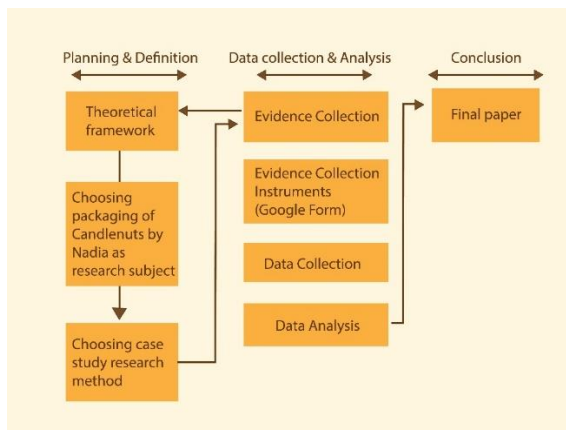 Planning & Definition
Theoretical
framework
Choosing
packaging of
Candlenuts by
Nadia as
research subject
Choosing case
study research
method
Data collection & Analysis
Evidence Collection
Evidence Collection
Instruments
(Google Form)
Data Collection
Data Analysis
Conclusion
Final paper